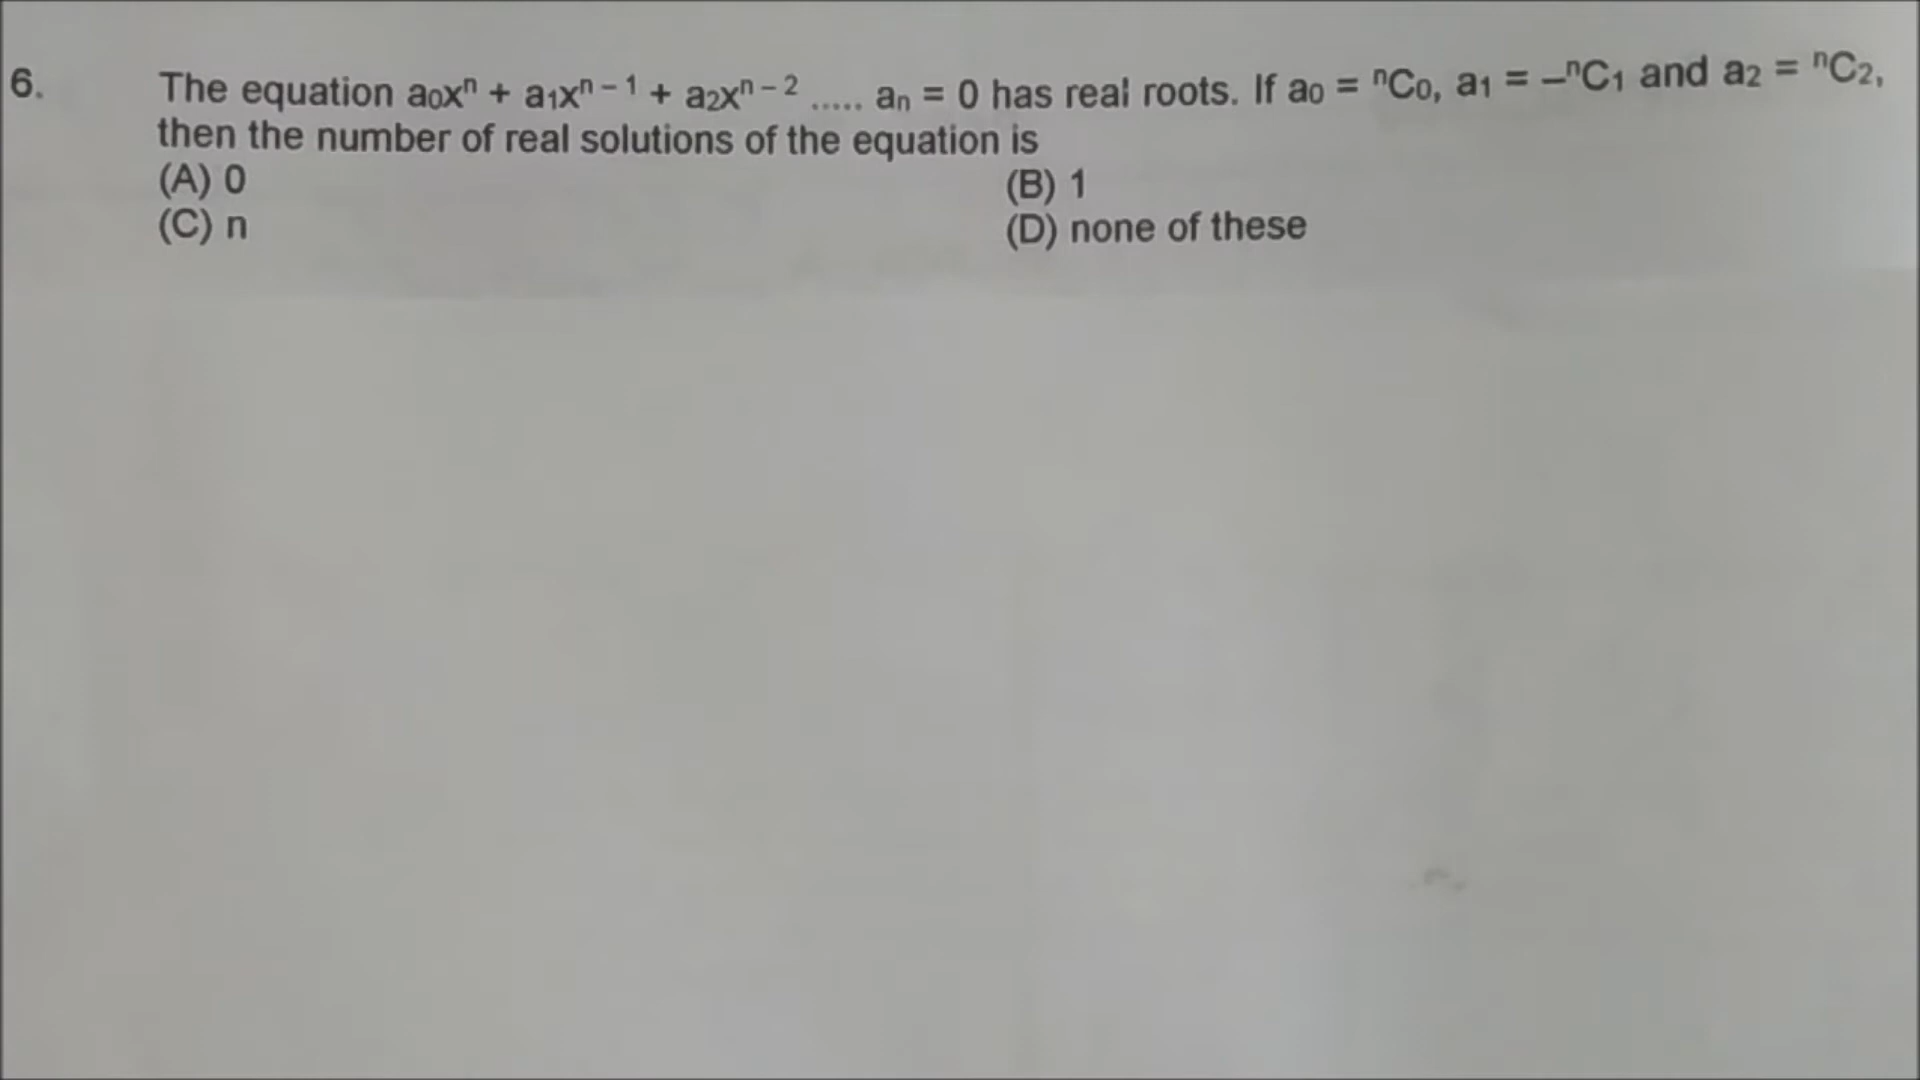 6. The equation a₀xⁿ + a₁xⁿ⁻¹ + a₂xⁿ⁻² ..... aₙ = 0 has real roots. If a₀ = ⁿC₀, a₁ = –ⁿC₁ and a₂ = ⁿC₂,
then the number of real solutions of the equation is
(A) 0 (B) 1
(C) n (D) none of these